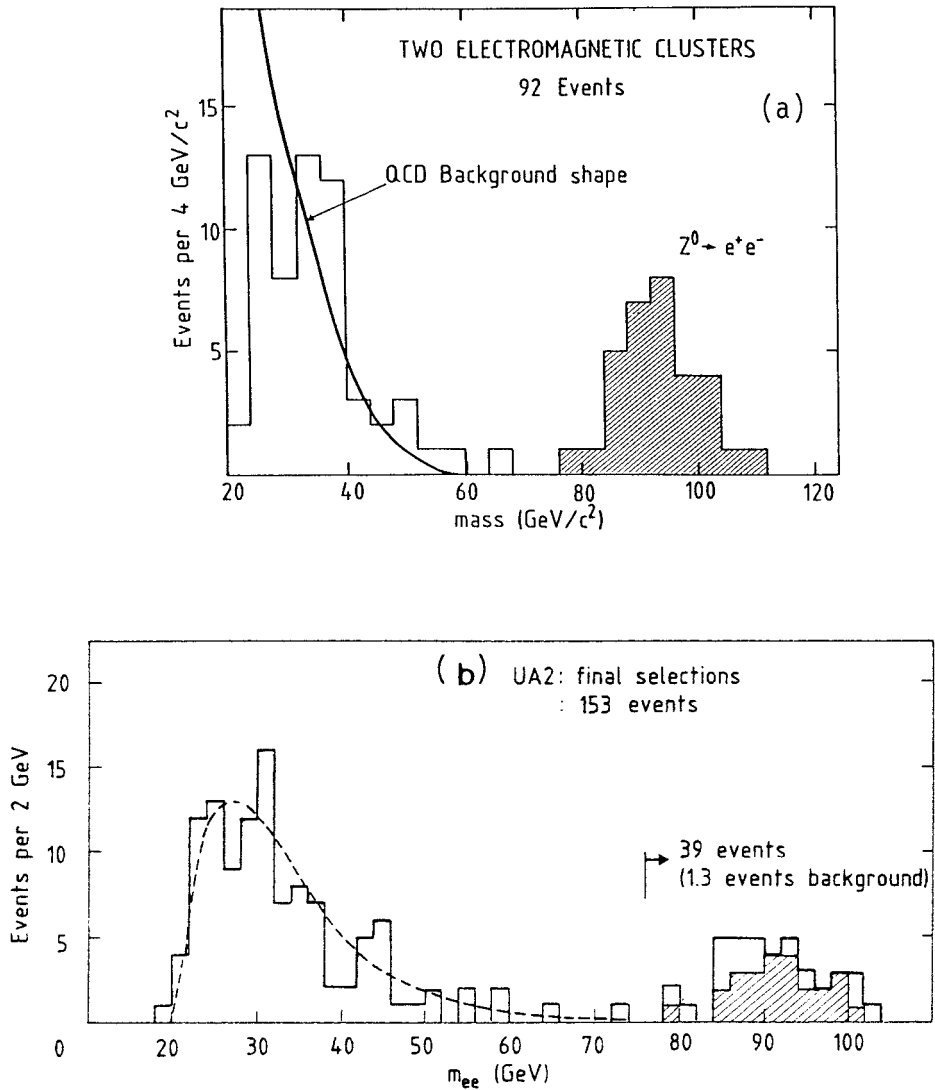 TWO ELECTROMAGNETIC CLUSTERS
92 Events
(a)
Events per 4 GeV/c²
15
10
5
QCD Background shape
Z⁰→ e⁺e⁻
20 40 60 80 100 120
mass (GeV/c²)
(b) UA2: final selections
: 153 events
Events per 2 GeV
20
15
10
5
0
39 events
(1.3 events background)
20 30 40 50 60 70 80 90 100
mₑₑ (GeV)